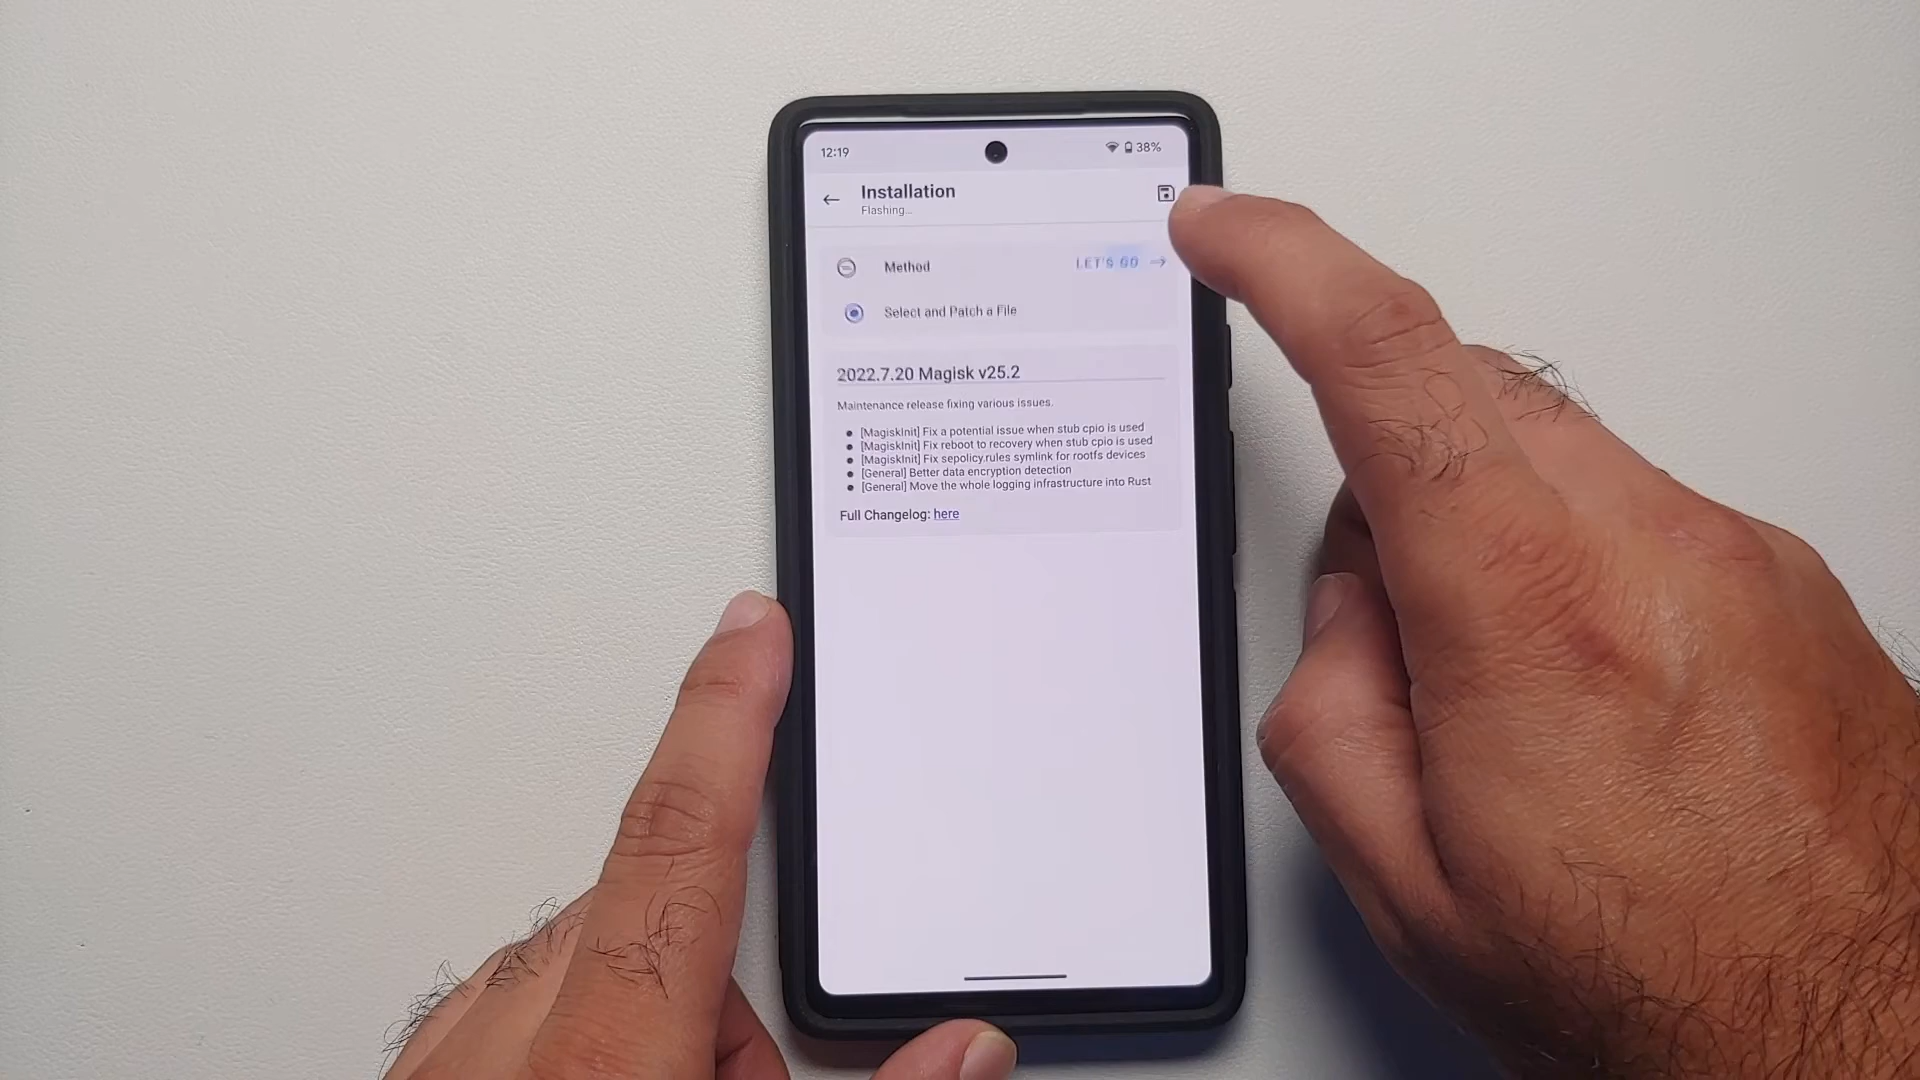 12:19
38%
Installation
Flashing...
Method
LET'S GO
Select and Patch a File
2022.7.20 Magisk v25.2
Maintenance release fixing various issues.
[MagiskInit] Fix a potential issue when stub cpio is used
[MagiskInit] Fix reboot to recovery when stub cpio is used
[MagiskInit] Fix sepolicy.rules symlink for rootfs devices
[General] Better data encryption detection
[General] Move the whole logging infrastructure into Rust
Full Changelog: here